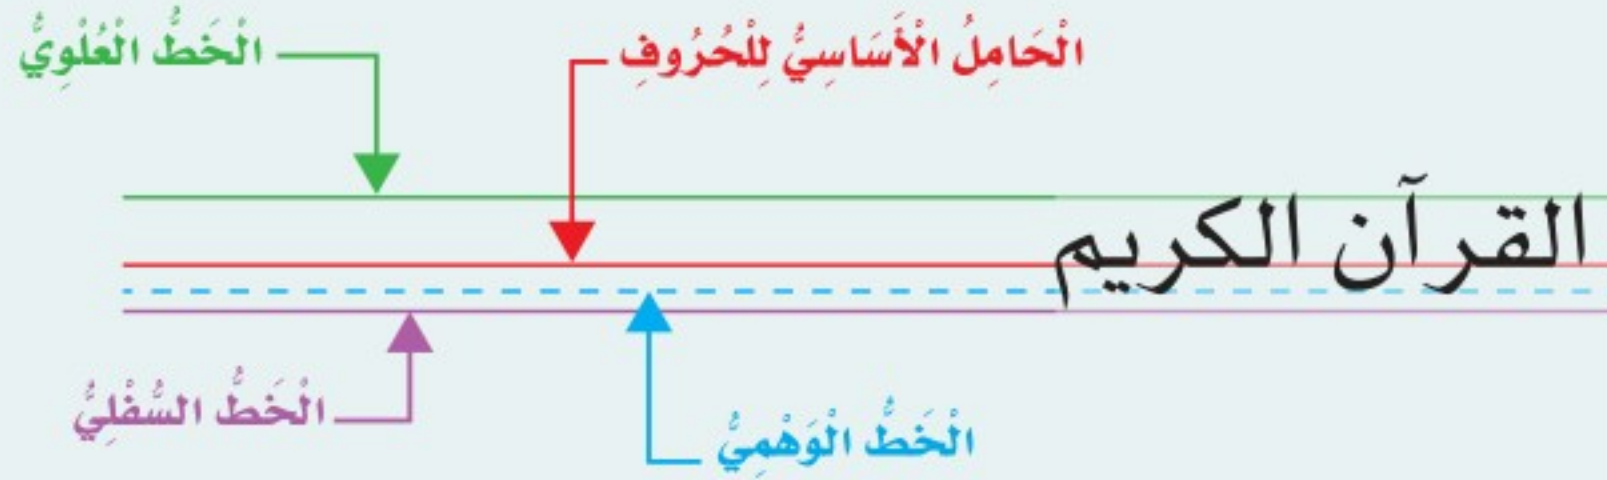 الْحَامِلُ الْأَسَاسِيُّ لِلْحُرُوفِ
الْخَطُّ الْعُلْوِيُّ
القرآن الكريم
الْخَطُّ السُّفْلِيُّ
الْخَطُّ الْوَهْمِيُّ